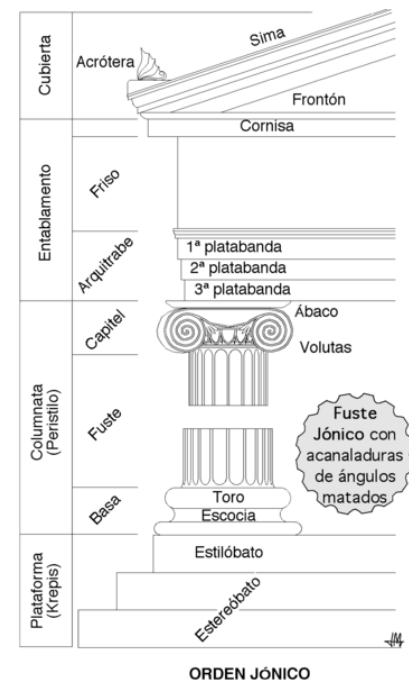 Cubierta
Acrótera
Sima
Frontón
Entablamento
Cornisa
Friso
Arquitrabe
1ª platabanda
2ª platabanda
3ª platabanda
Columnata
(Peristilo)
Capitel
Ábaco
Volutas
Fuste
Fuste
Jónico con
acanaladuras
de ángulos
matados
Basa
Toro
Escocia
Plataforma
(Krepis)
Estilóbato
Estereóbato
ORDEN JÓNICO